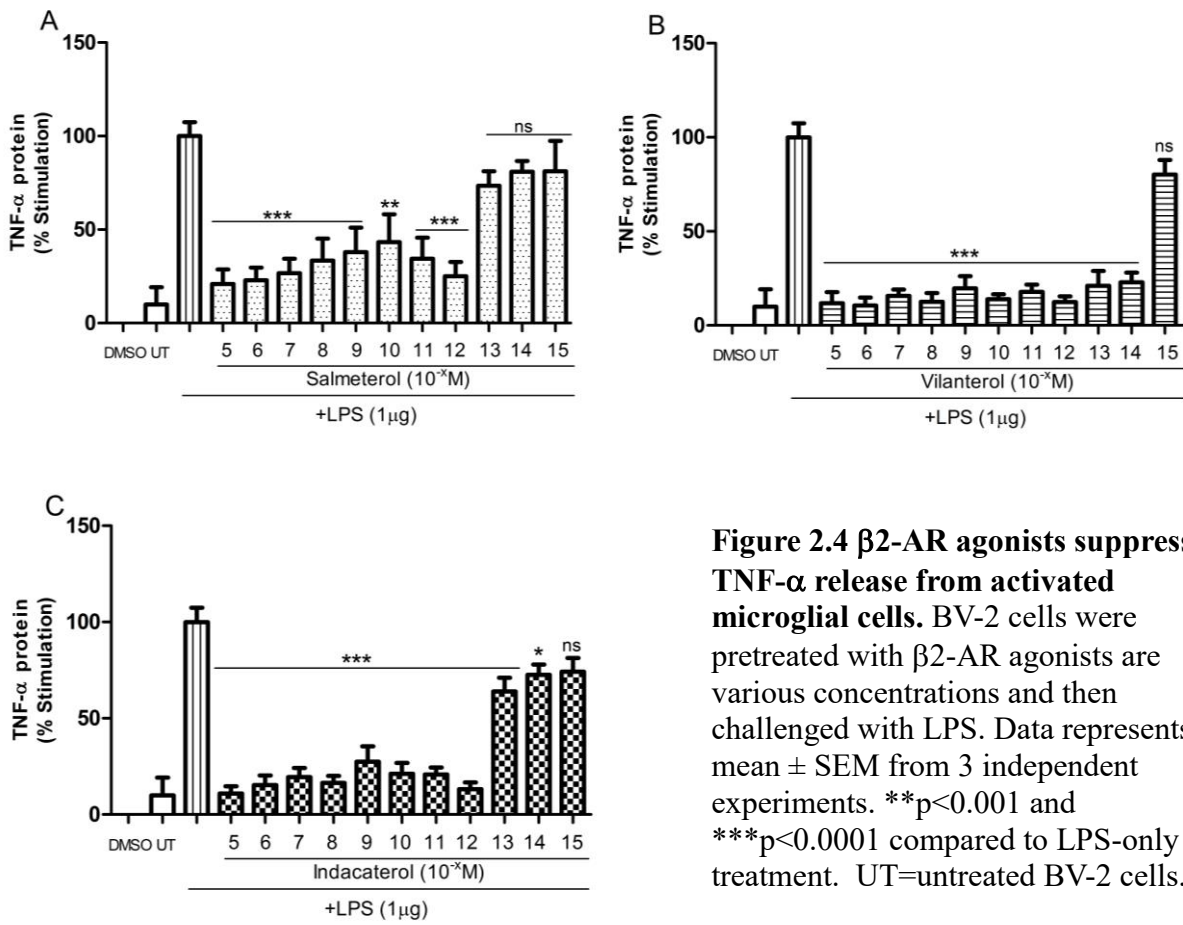 A
150
100
50
0
TNF-α protein
(% Stimulation)
***
**
***
ns
DMSO UT
5 6 7 8 9 10 11 12 13 14 15
Salmeterol (10⁻ˣM)
+LPS (1μg)
B
150
100
50
0
TNF-α protein
(% Stimulation)
***
ns
DMSO UT
5 6 7 8 9 10 11 12 13 14 15
Vilanterol (10⁻ˣM)
+LPS (1μg)
C
150
100
50
0
TNF-α protein
(% Stimulation)
***
*
ns
DMSO UT
5 6 7 8 9 10 11 12 13 14 15
Indacaterol (10⁻ˣM)
+LPS (1μg)
Figure 2.4 β2-AR agonists suppress
TNF-α release from activated
microglial cells. BV-2 cells were
pretreated with β2-AR agonists are
various concentrations and then
challenged with LPS. Data represents
mean ± SEM from 3 independent
experiments. **p<0.001 and
***p<0.0001 compared to LPS-only
treatment. UT=untreated BV-2 cells.